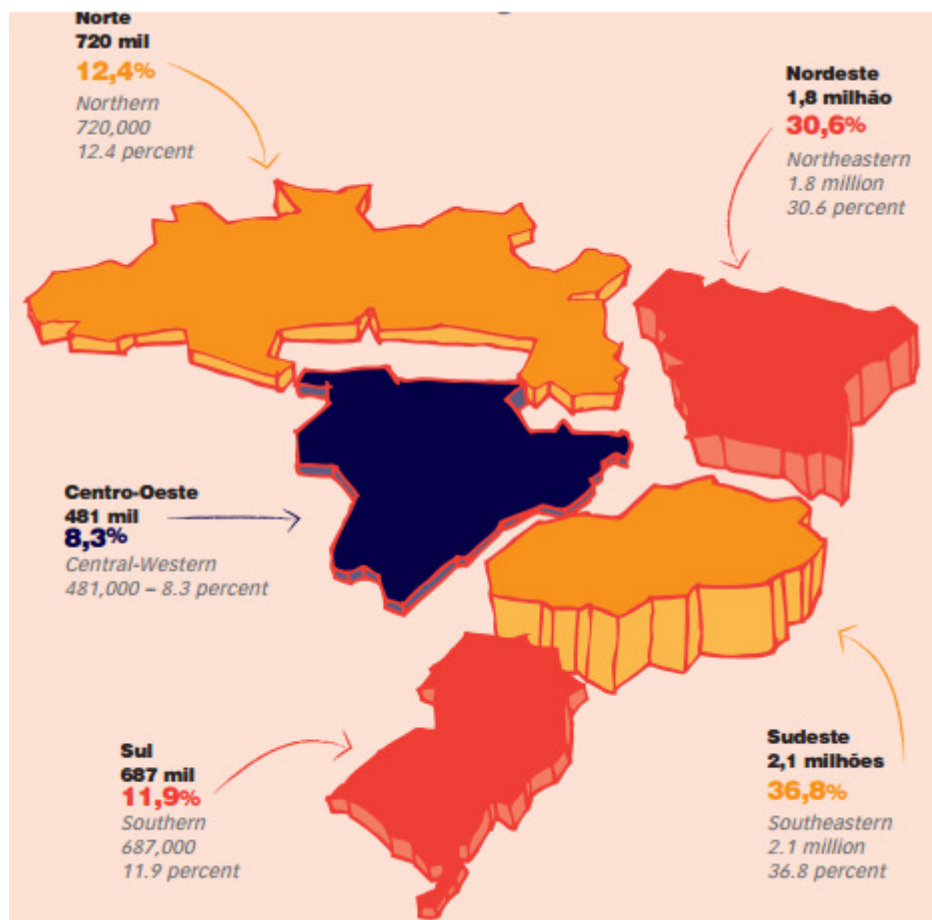 Norte
720 mil
12,4%
Northern
720,000
12.4 percent
Nordeste
1,8 milhão
30,6%
Northeastern
1.8 million
30.6 percent
Centro-Oeste
481 mil
8,3%
Central-Western
481,000 – 8.3 percent
Sul
687 mil
11,9%
Southern
687,000
11.9 percent
Sudeste
2,1 milhões
36,8%
Southeastern
2.1 million
36.8 percent